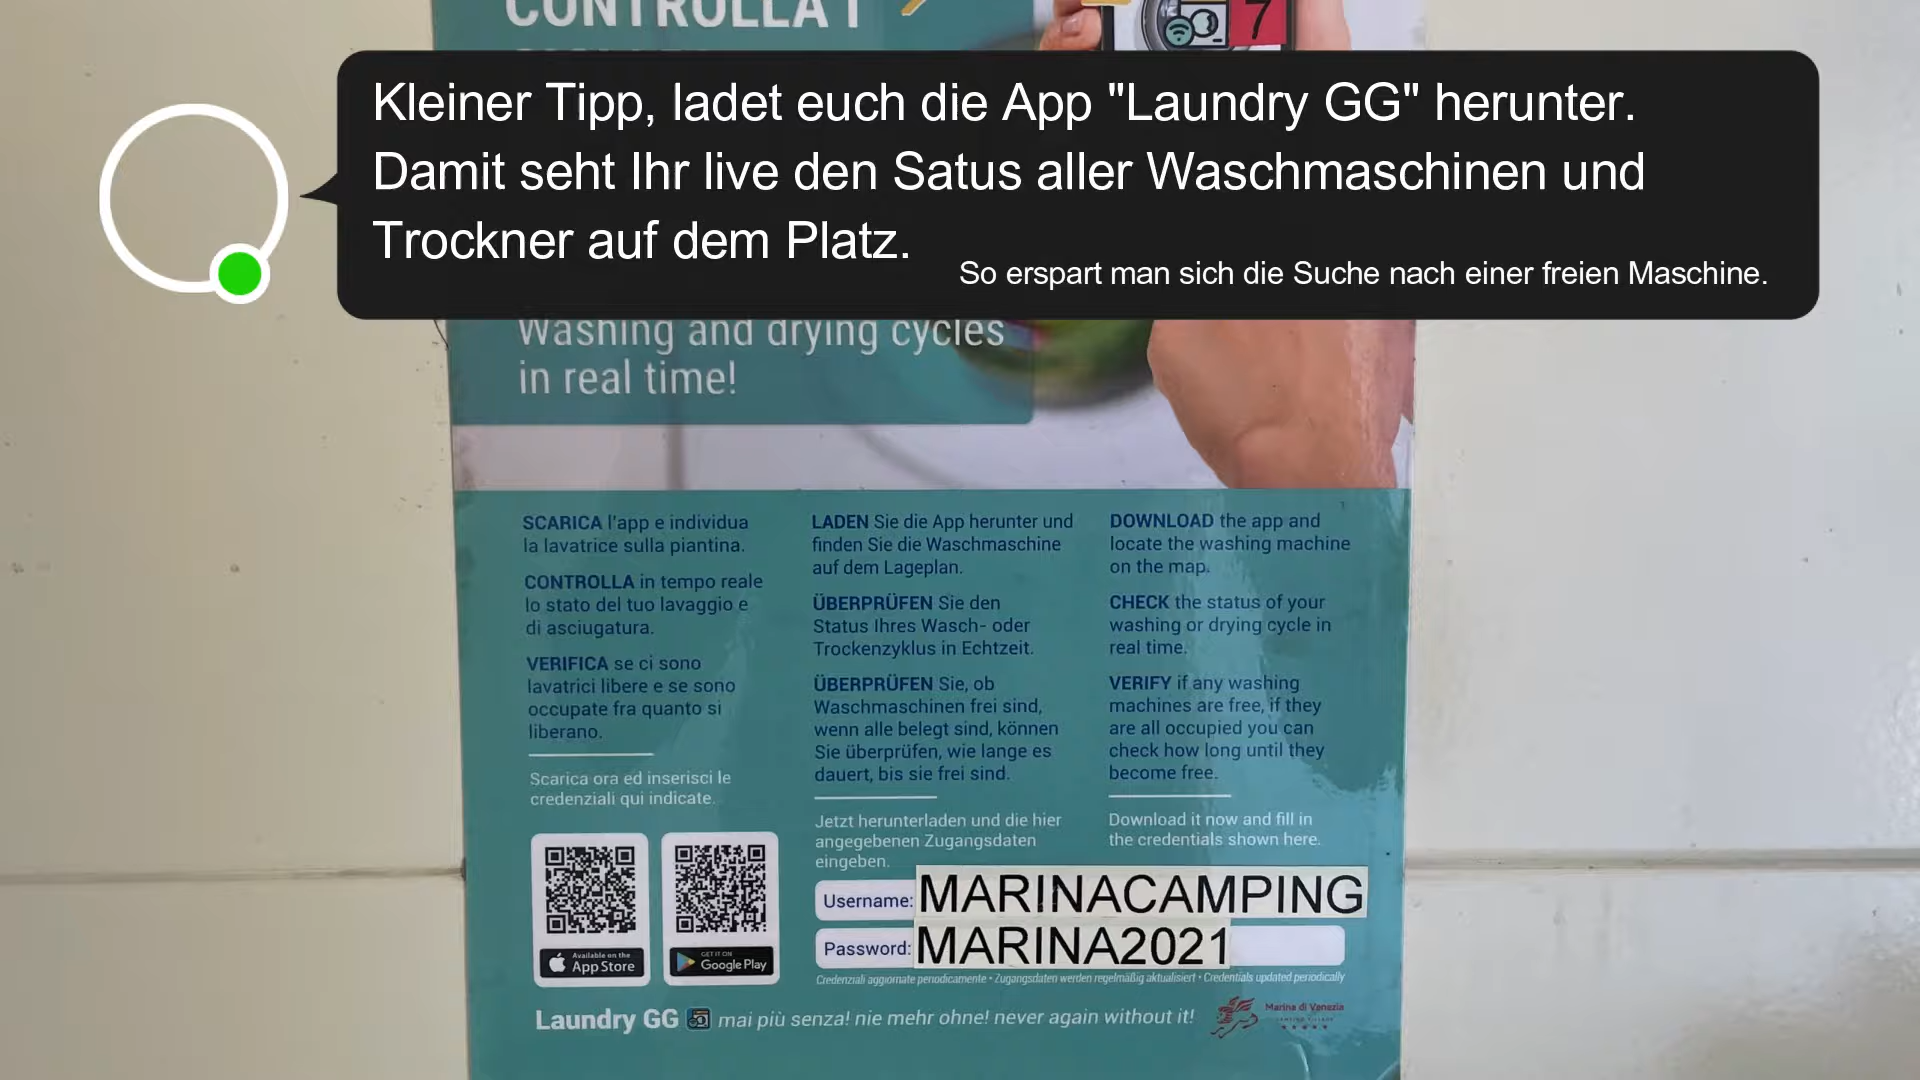 CONTROLLA I
7
Kleiner Tipp, ladet euch die App "Laundry GG" herunter.
Damit seht Ihr live den Satus aller Waschmaschinen und
Trockner auf dem Platz.
So erspart man sich die Suche nach einer freien Maschine.
Washing and drying cycles
in real time!
SCARICA l'app e individua
la lavatrice sulla piantina.
CONTROLLA in tempo reale
lo stato del tuo lavaggio e
di asciugatura.
VERIFICA se ci sono
lavatrici libere e se sono
occupate fra quanto si
liberano.
Scarica ora ed inserisci le
credenziali qui indicate.
LADEN Sie die App herunter und
finden Sie die Waschmaschine
auf dem Lageplan.
ÜBERPRÜFEN Sie den
Status Ihres Wasch- oder
Trockenzyklus in Echtzeit.
ÜBERPRÜFEN Sie, ob
Waschmaschinen frei sind,
wenn alle belegt sind, können
Sie überprüfen, wie lange es
dauert, bis sie frei sind.
Jetzt herunterladen und die hier
angegebenen Zugangsdaten
eingeben.
DOWNLOAD the app and
locate the washing machine
on the map.
CHECK the status of your
washing or drying cycle in
real time.
VERIFY if any washing
machines are free, if they
are all occupied you can
check how long until they
become free.
Download it now and fill in
the credentials shown here.
Available on the
App Store
GET IT ON
Google Play
Username: MARINACAMPING
Password: MARINA2021
Credenziali aggiornate periodicamente • Zugangsdaten werden regelmäßig aktualisiert • Credentials updated periodically
Laundry GG mai più senza! nie mehr ohne! never again without it!
Marina di Venezia
CAMPING VILLAGE